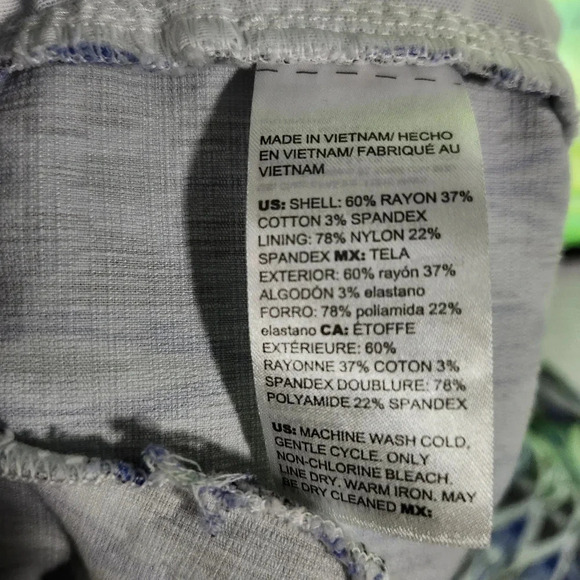 MADE IN VIETNAM/ HECHO
EN VIETNAM/ FABRIQUÉ AU
VIETNAM
US: SHELL: 60% RAYON 37%
COTTON 3% SPANDEX
LINING: 78% NYLON 22%
SPANDEX MX: TELA
EXTERIOR: 60% rayón 37%
ALGODÓN 3% elastano
FORRO: 78% poliamida 22%
elastano CA: ÉTOFFE
EXTÉRIEURE: 60%
RAYONNE 37% COTON 3%
SPANDEX DOUBLURE: 78%
POLYAMIDE 22% SPANDEX
US: MACHINE WASH COLD,
GENTLE CYCLE. ONLY
NON-CHLORINE BLEACH.
LINE DRY. WARM IRON. MAY
BE DRY CLEANED MX: